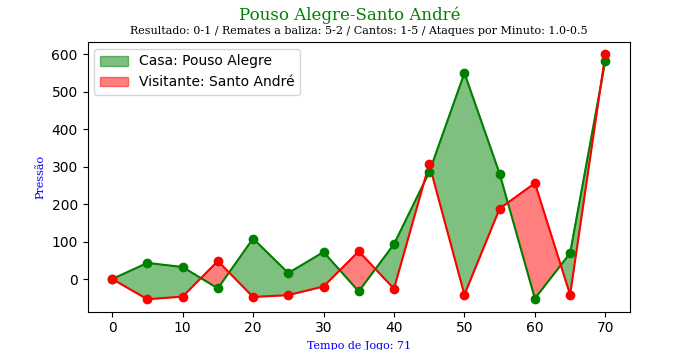 Pouso Alegre-Santo André
Resultado: 0-1 / Remates a baliza: 5-2 / Cantos: 1-5 / Ataques por Minuto: 1.0-0.5
Casa: Pouso Alegre
Visitante: Santo André
Pressão
600
500
400
300
200
100
0
0 10 20 30 40 50 60 70
Tempo de Jogo: 71